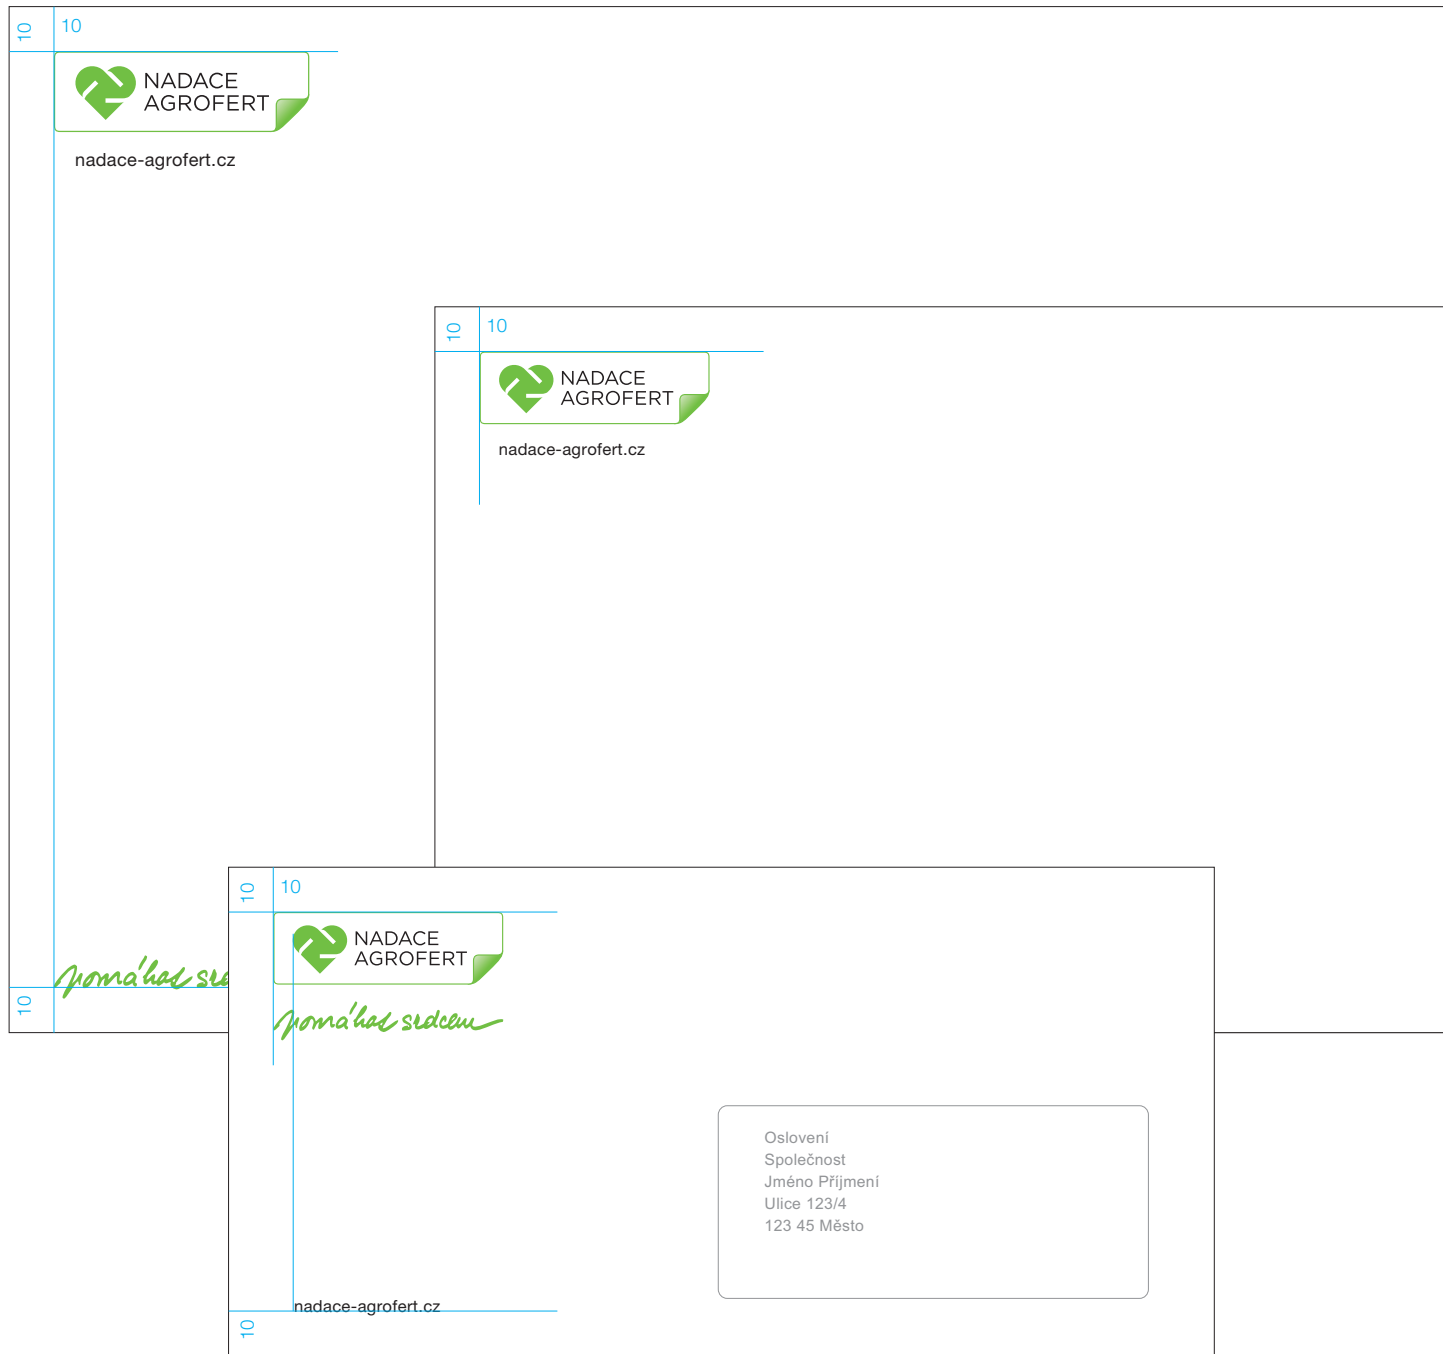 10
10
NADACE
AGROFERT
nadace-agrofert.cz
10
10
NADACE
AGROFERT
nadace-agrofert.cz
10
10
NADACE
AGROFERT
pomáhat
10
pomáhat srdcem
Oslovení
Společnost
Jméno Příjmení
Ulice 123/4
123 45 Město
nadace-agrofert.cz
10